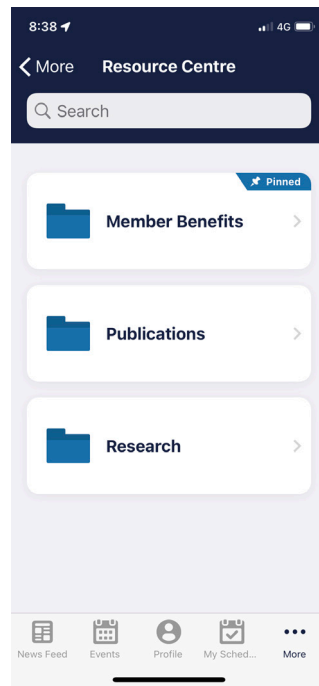 8:38
4G
More
Resource Centre
Search
Pinned
Member Benefits
Publications
Research
News Feed
Events
Profile
My Sched...
More